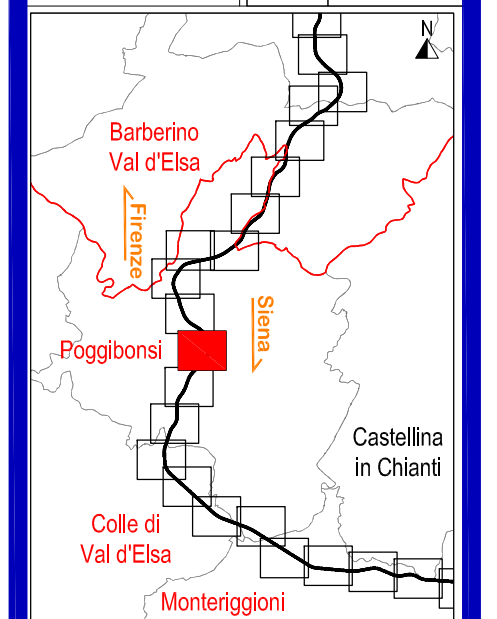 N
Barberino
Val d'Elsa
Firenze
Siena
Poggibonsi
Castellina
in Chianti
Colle di
Val d'Elsa
Monteriggioni